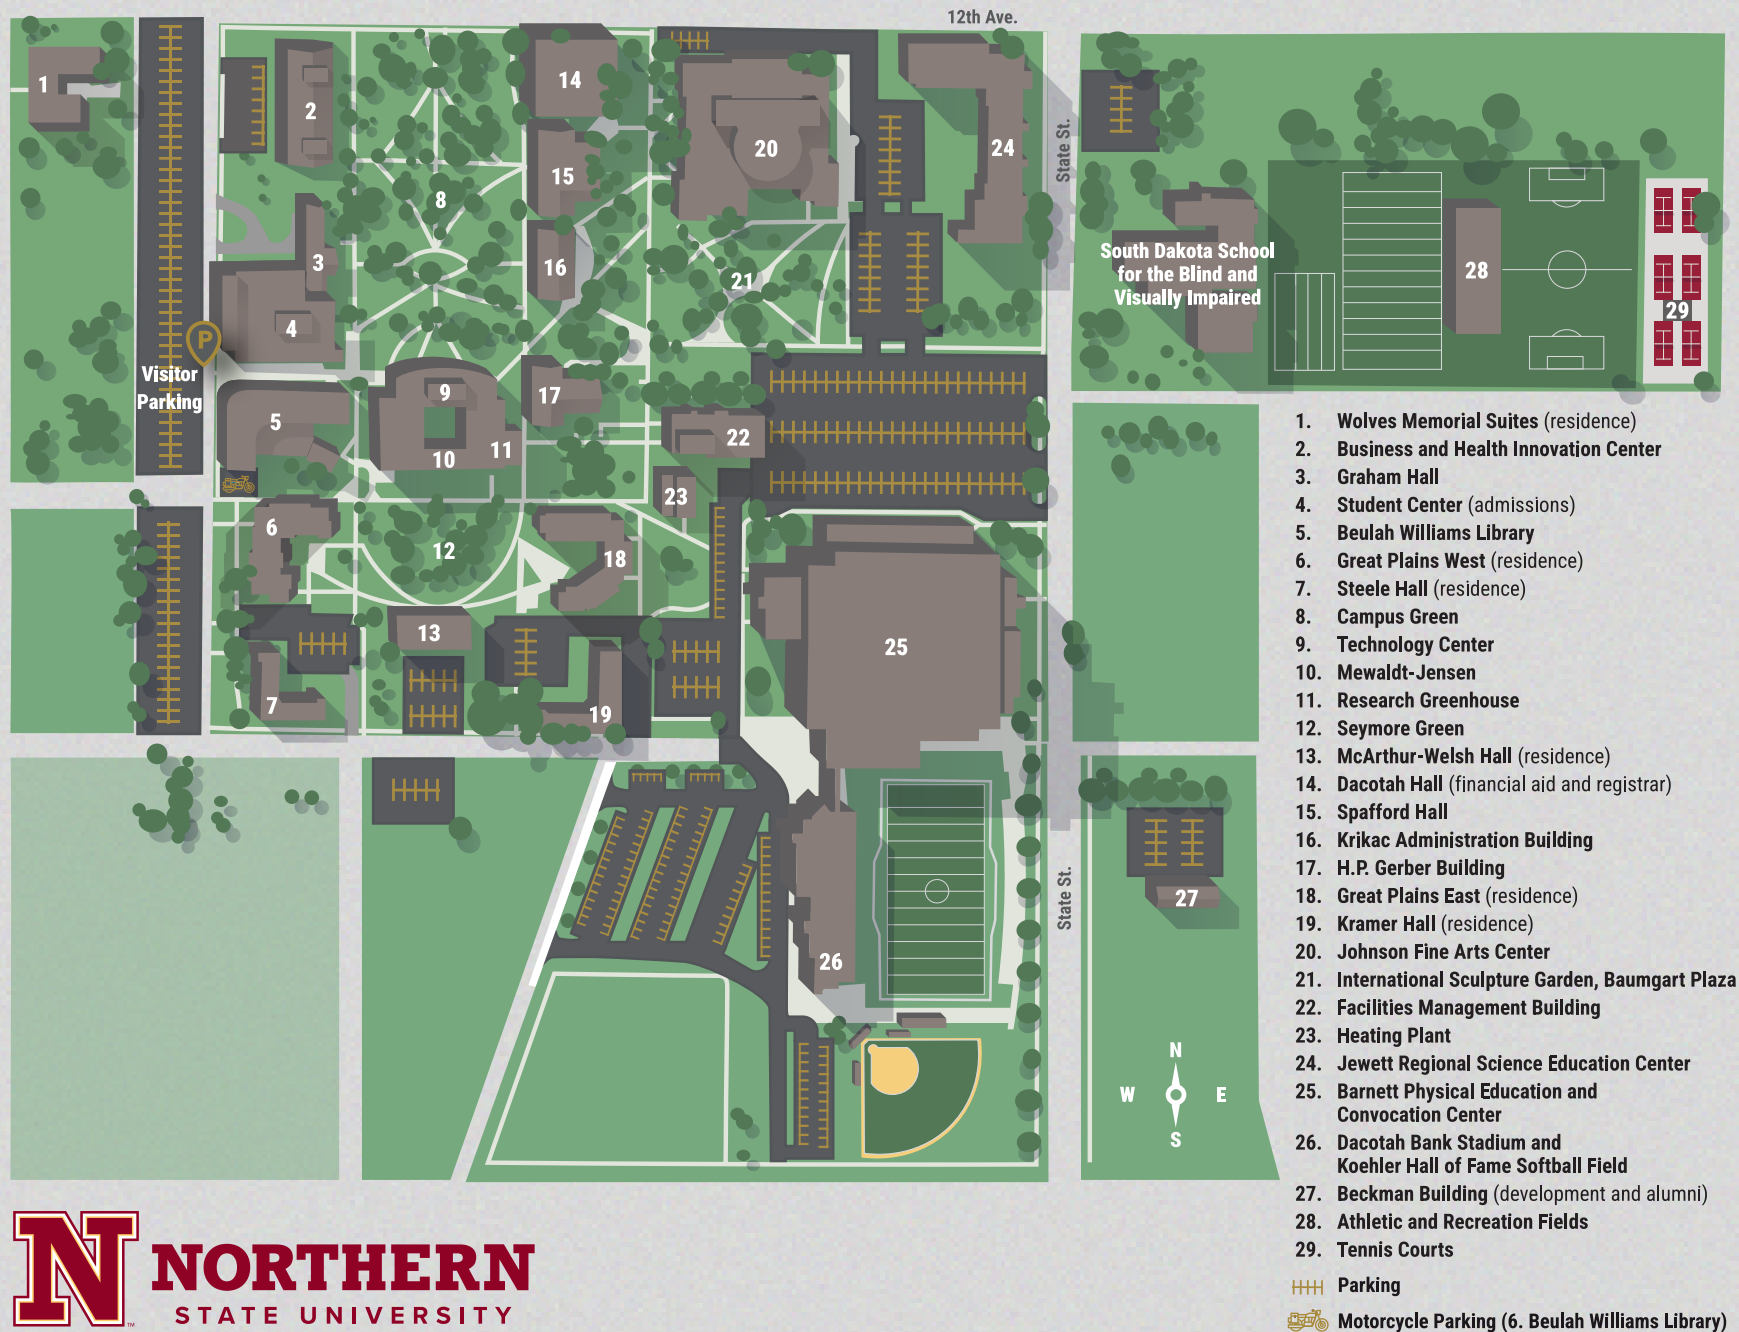 12th Ave.
1
2
14
20
24
State St.
15
8
16
3
4
21
South Dakota School
for the Blind and
Visually Impaired
28
29
P
Visitor
Parking
5
9
10
11
17
22
23
6
12
18
13
7
19
25
26
State St.
27
N
W E
S
1. Wolves Memorial Suites (residence)
2. Business and Health Innovation Center
3. Graham Hall
4. Student Center (admissions)
5. Beulah Williams Library
6. Great Plains West (residence)
7. Steele Hall (residence)
8. Campus Green
9. Technology Center
10. Mewaldt-Jensen
11. Research Greenhouse
12. Seymore Green
13. McArthur-Welsh Hall (residence)
14. Dacotah Hall (financial aid and registrar)
15. Spafford Hall
16. Krikac Administration Building
17. H.P. Gerber Building
18. Great Plains East (residence)
19. Kramer Hall (residence)
20. Johnson Fine Arts Center
21. International Sculpture Garden, Baumgart Plaza
22. Facilities Management Building
23. Heating Plant
24. Jewett Regional Science Education Center
25. Barnett Physical Education and
Convocation Center
26. Dacotah Bank Stadium and
Koehler Hall of Fame Softball Field
27. Beckman Building (development and alumni)
28. Athletic and Recreation Fields
29. Tennis Courts
Parking
Motorcycle Parking (6. Beulah Williams Library)
N
TM
NORTHERN
STATE UNIVERSITY